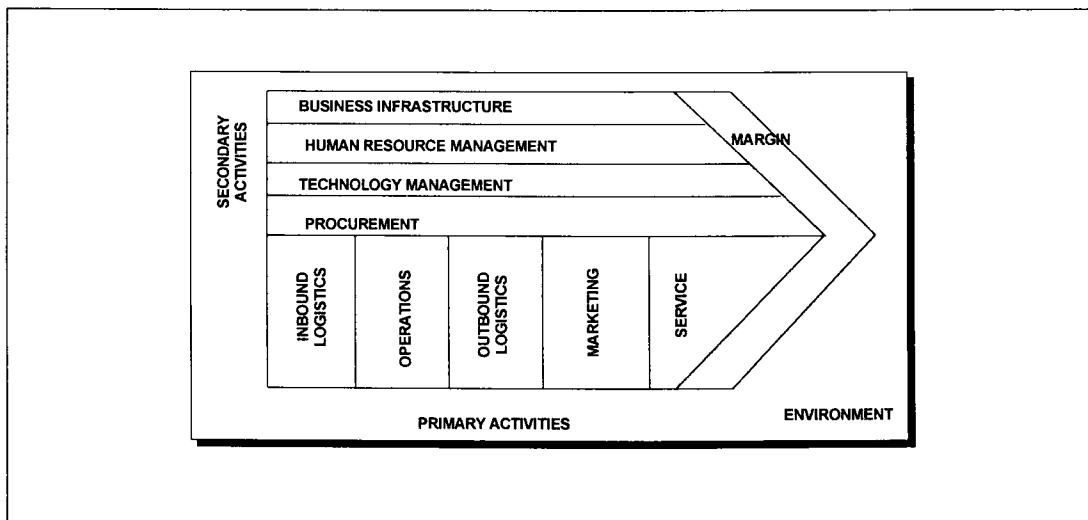 SECONDARY
ACTIVITIES
BUSINESS INFRASTRUCTURE
HUMAN RESOURCE MANAGEMENT
TECHNOLOGY MANAGEMENT
PROCUREMENT
MARGIN
INBOUND
LOGISTICS
OPERATIONS
OUTBOUND
LOGISTICS
MARKETING
SERVICE
PRIMARY ACTIVITIES
ENVIRONMENT